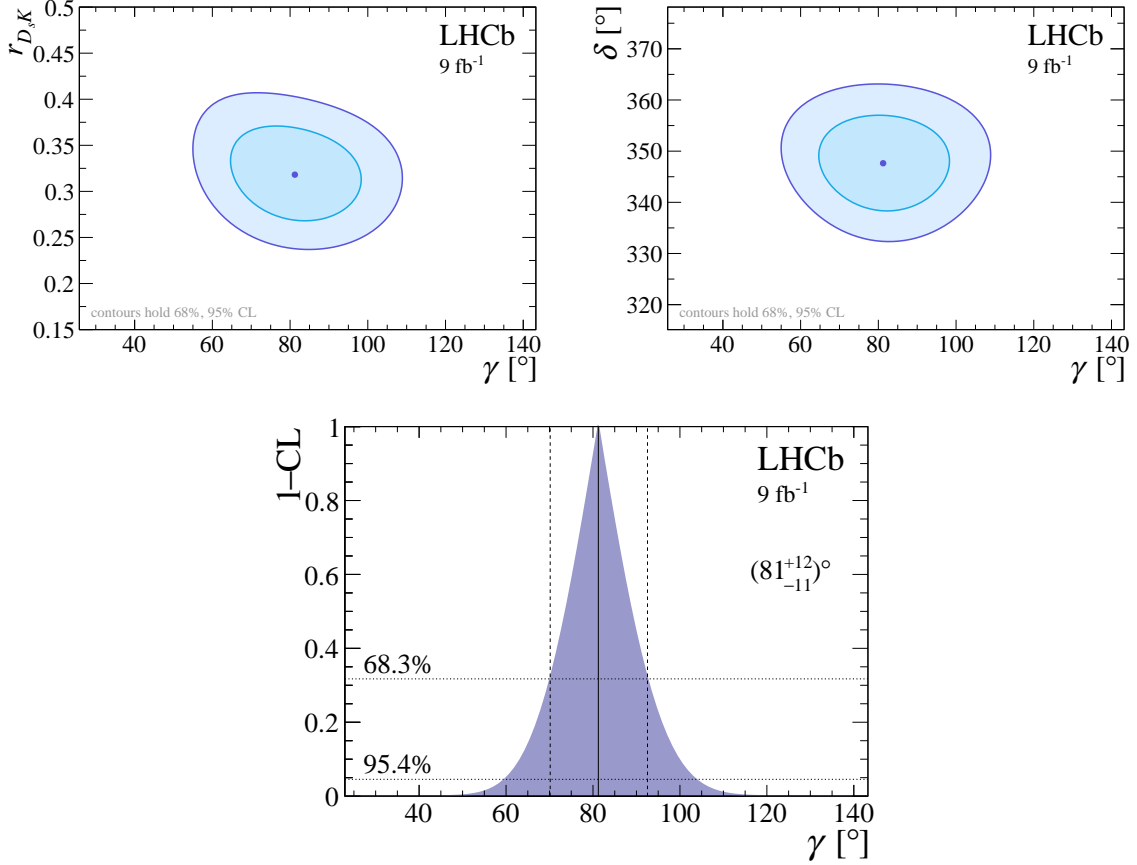 r_{D_sK}
0.5
0.45
0.4
0.35
0.3
0.25
0.2
0.15
LHCb
9 fb⁻¹
contours hold 68%, 95% CL
40 60 80 100 120 140
γ [°]
δ [°]
370
360
350
340
330
320
LHCb
9 fb⁻¹
contours hold 68%, 95% CL
40 60 80 100 120 140
γ [°]
1–CL
1
0.8
0.6
0.4
0.2
0
LHCb
9 fb⁻¹
(81^{+12}_{−11})°
68.3%
95.4%
40 60 80 100 120 140
γ [°]